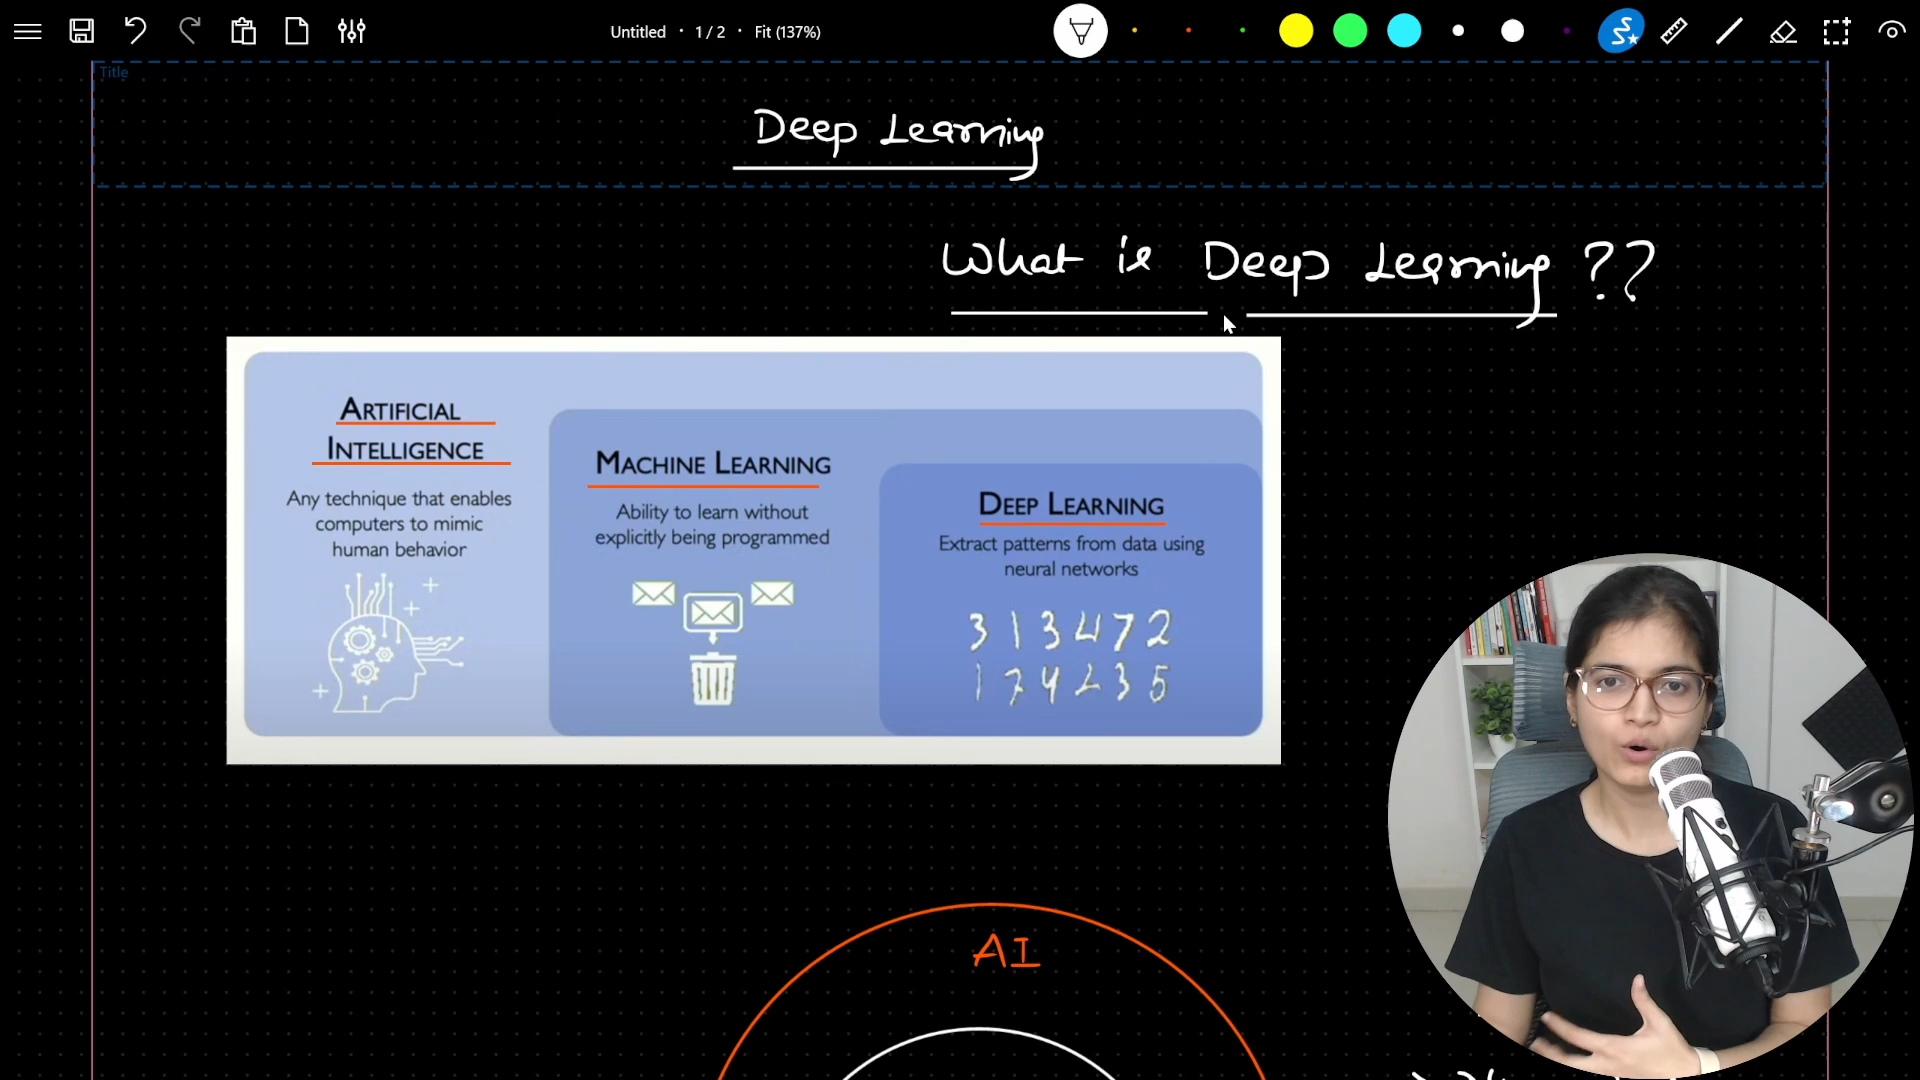 Untitled · 1 / 2 · Fit (137%)
Title
Deep Learning
What is Deep Learning ??
ARTIFICIAL
INTELLIGENCE
Any technique that enables
computers to mimic
human behavior
MACHINE LEARNING
Ability to learn without
explicitly being programmed
DEEP LEARNING
Extract patterns from data using
neural networks
3 1 3 4 7 2
1 7 4 2 3 5
AI